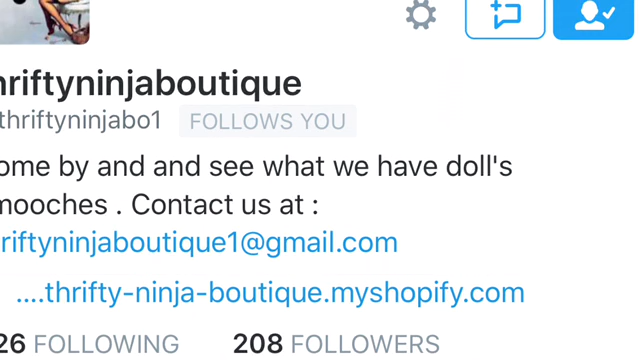 hriftyninjaboutique
thriftyninjabo1 FOLLOWS YOU
ome by and and see what we have doll's
mooches . Contact us at :
riftyninjaboutique1@gmail.com
....thrifty-ninja-boutique.myshopify.com
26 FOLLOWING 208 FOLLOWERS